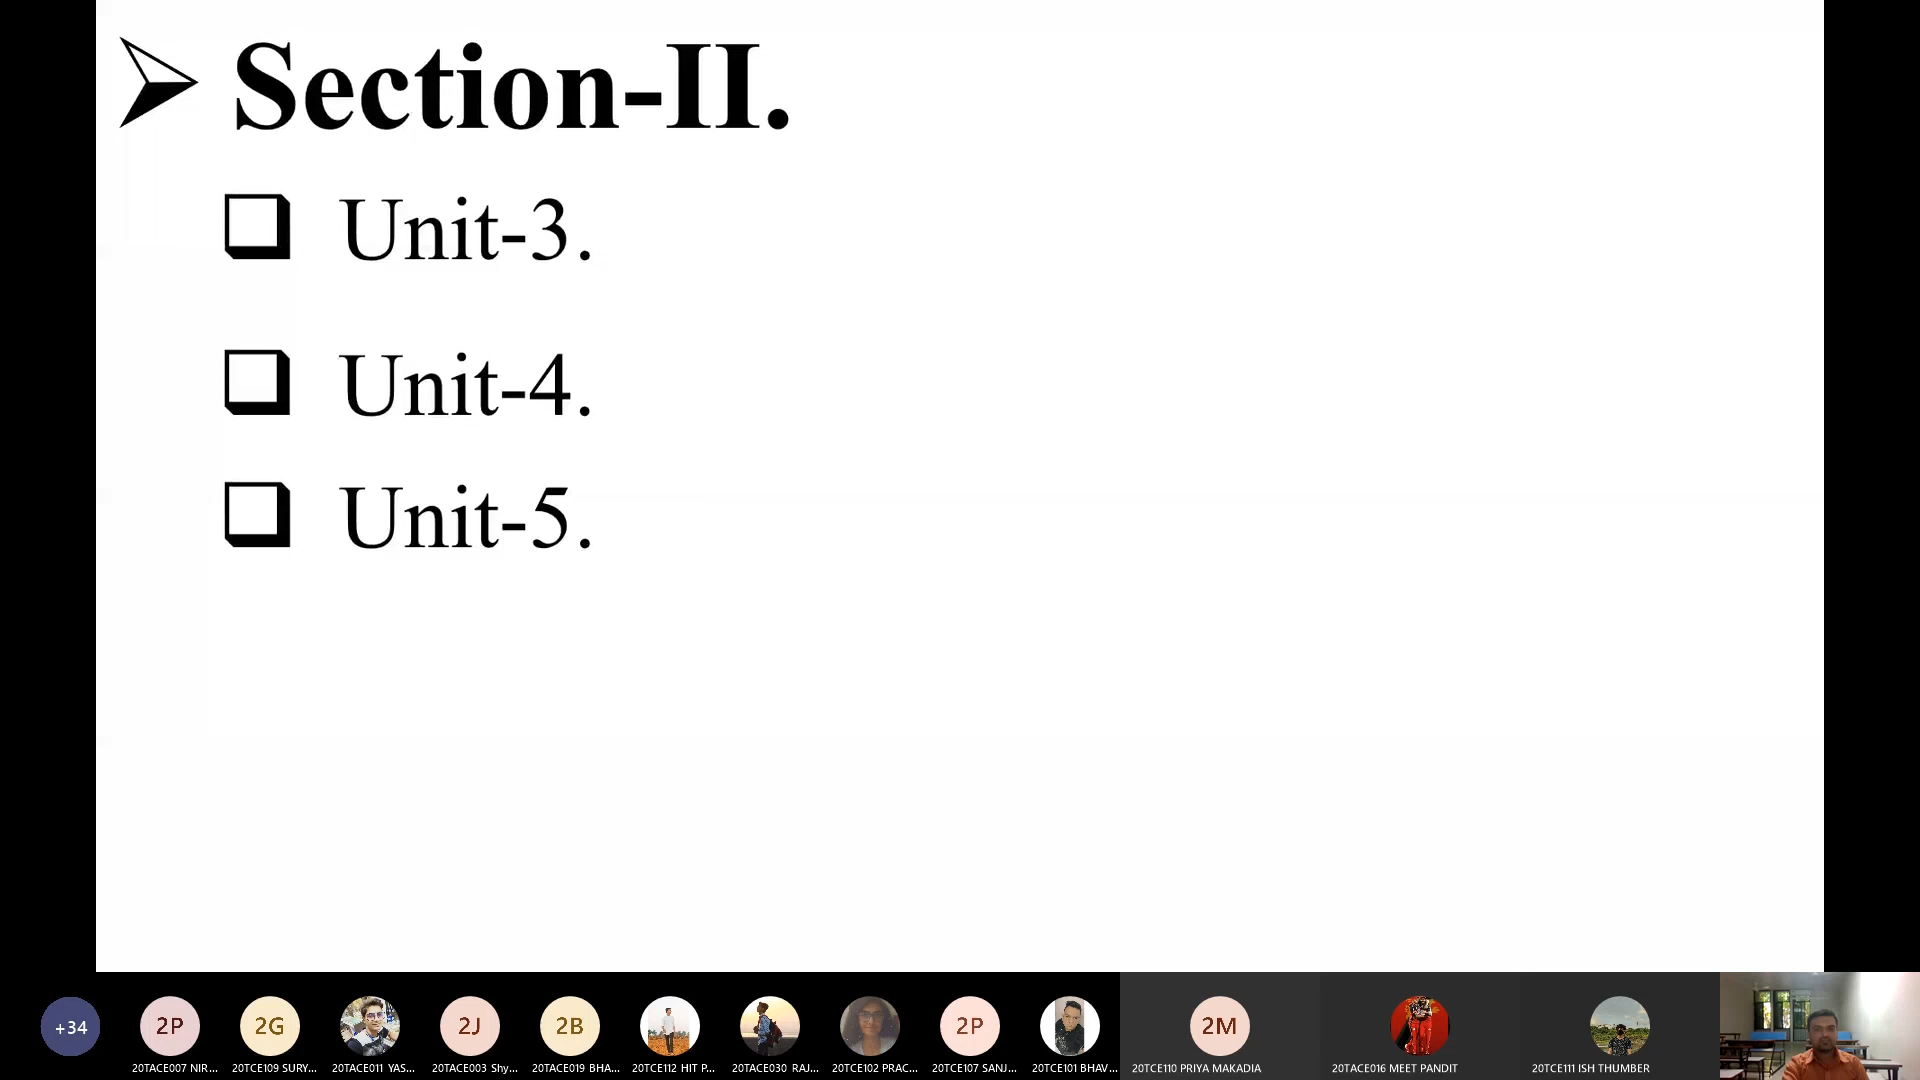 Section-II.
Unit-3.
Unit-4.
Unit-5.
+34
2P
2G
2J
2B
2P
2M
20TACE007 NIR...
20TCE109 SURY...
20TACE011 YAS...
20TACE003 Shy...
20TACE019 BHA...
20TCE112 HIT P...
20TACE030 RAJ...
20TCE102 PRAC...
20TCE107 SANJ...
20TCE101 BHAV...
20TCE110 PRIYA MAKADIA
20TACE016 MEET PANDIT
20TCE111 ISH THUMBER